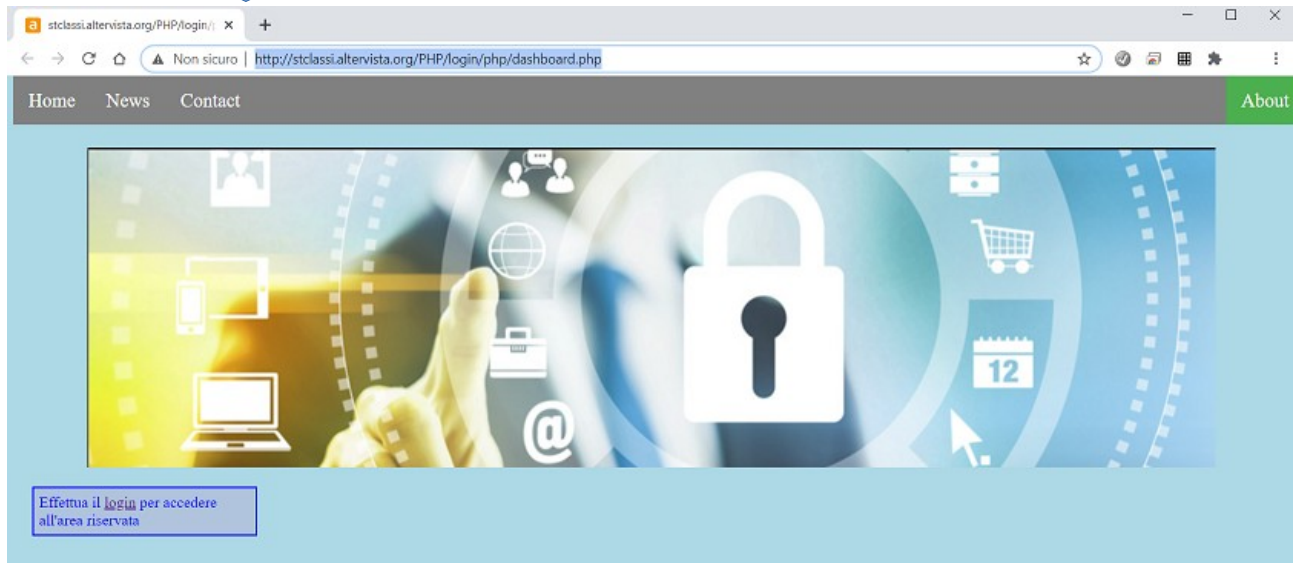 stclassi.altervista.org/PHP/login/
Non sicuro | http://stclassi.altervista.org/PHP/login/php/dashboard.php
Home News Contact About
12
@
Effettua il login per accedere
all'area riservata